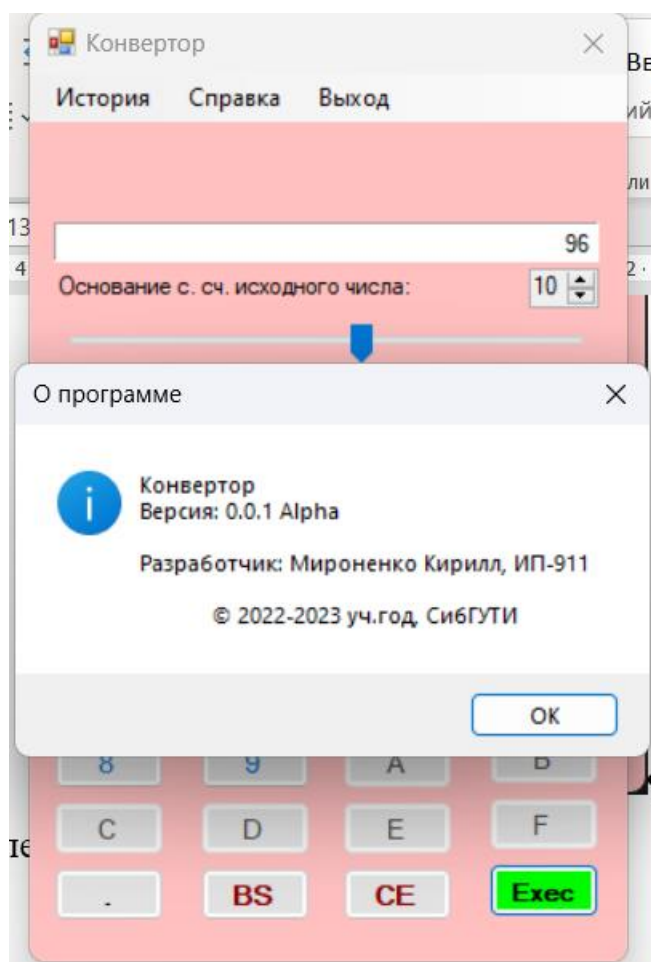 Конвертор
История Справка Выход
96
Основание с. сч. исходного числа:
10
О программе
Конвертор
Версия: 0.0.1 Alpha
Разработчик: Мироненко Кирилл, ИП-911
© 2022-2023 уч.год, СибГУТИ
OK
8 9 A B
C D E F
. BS CE Exec